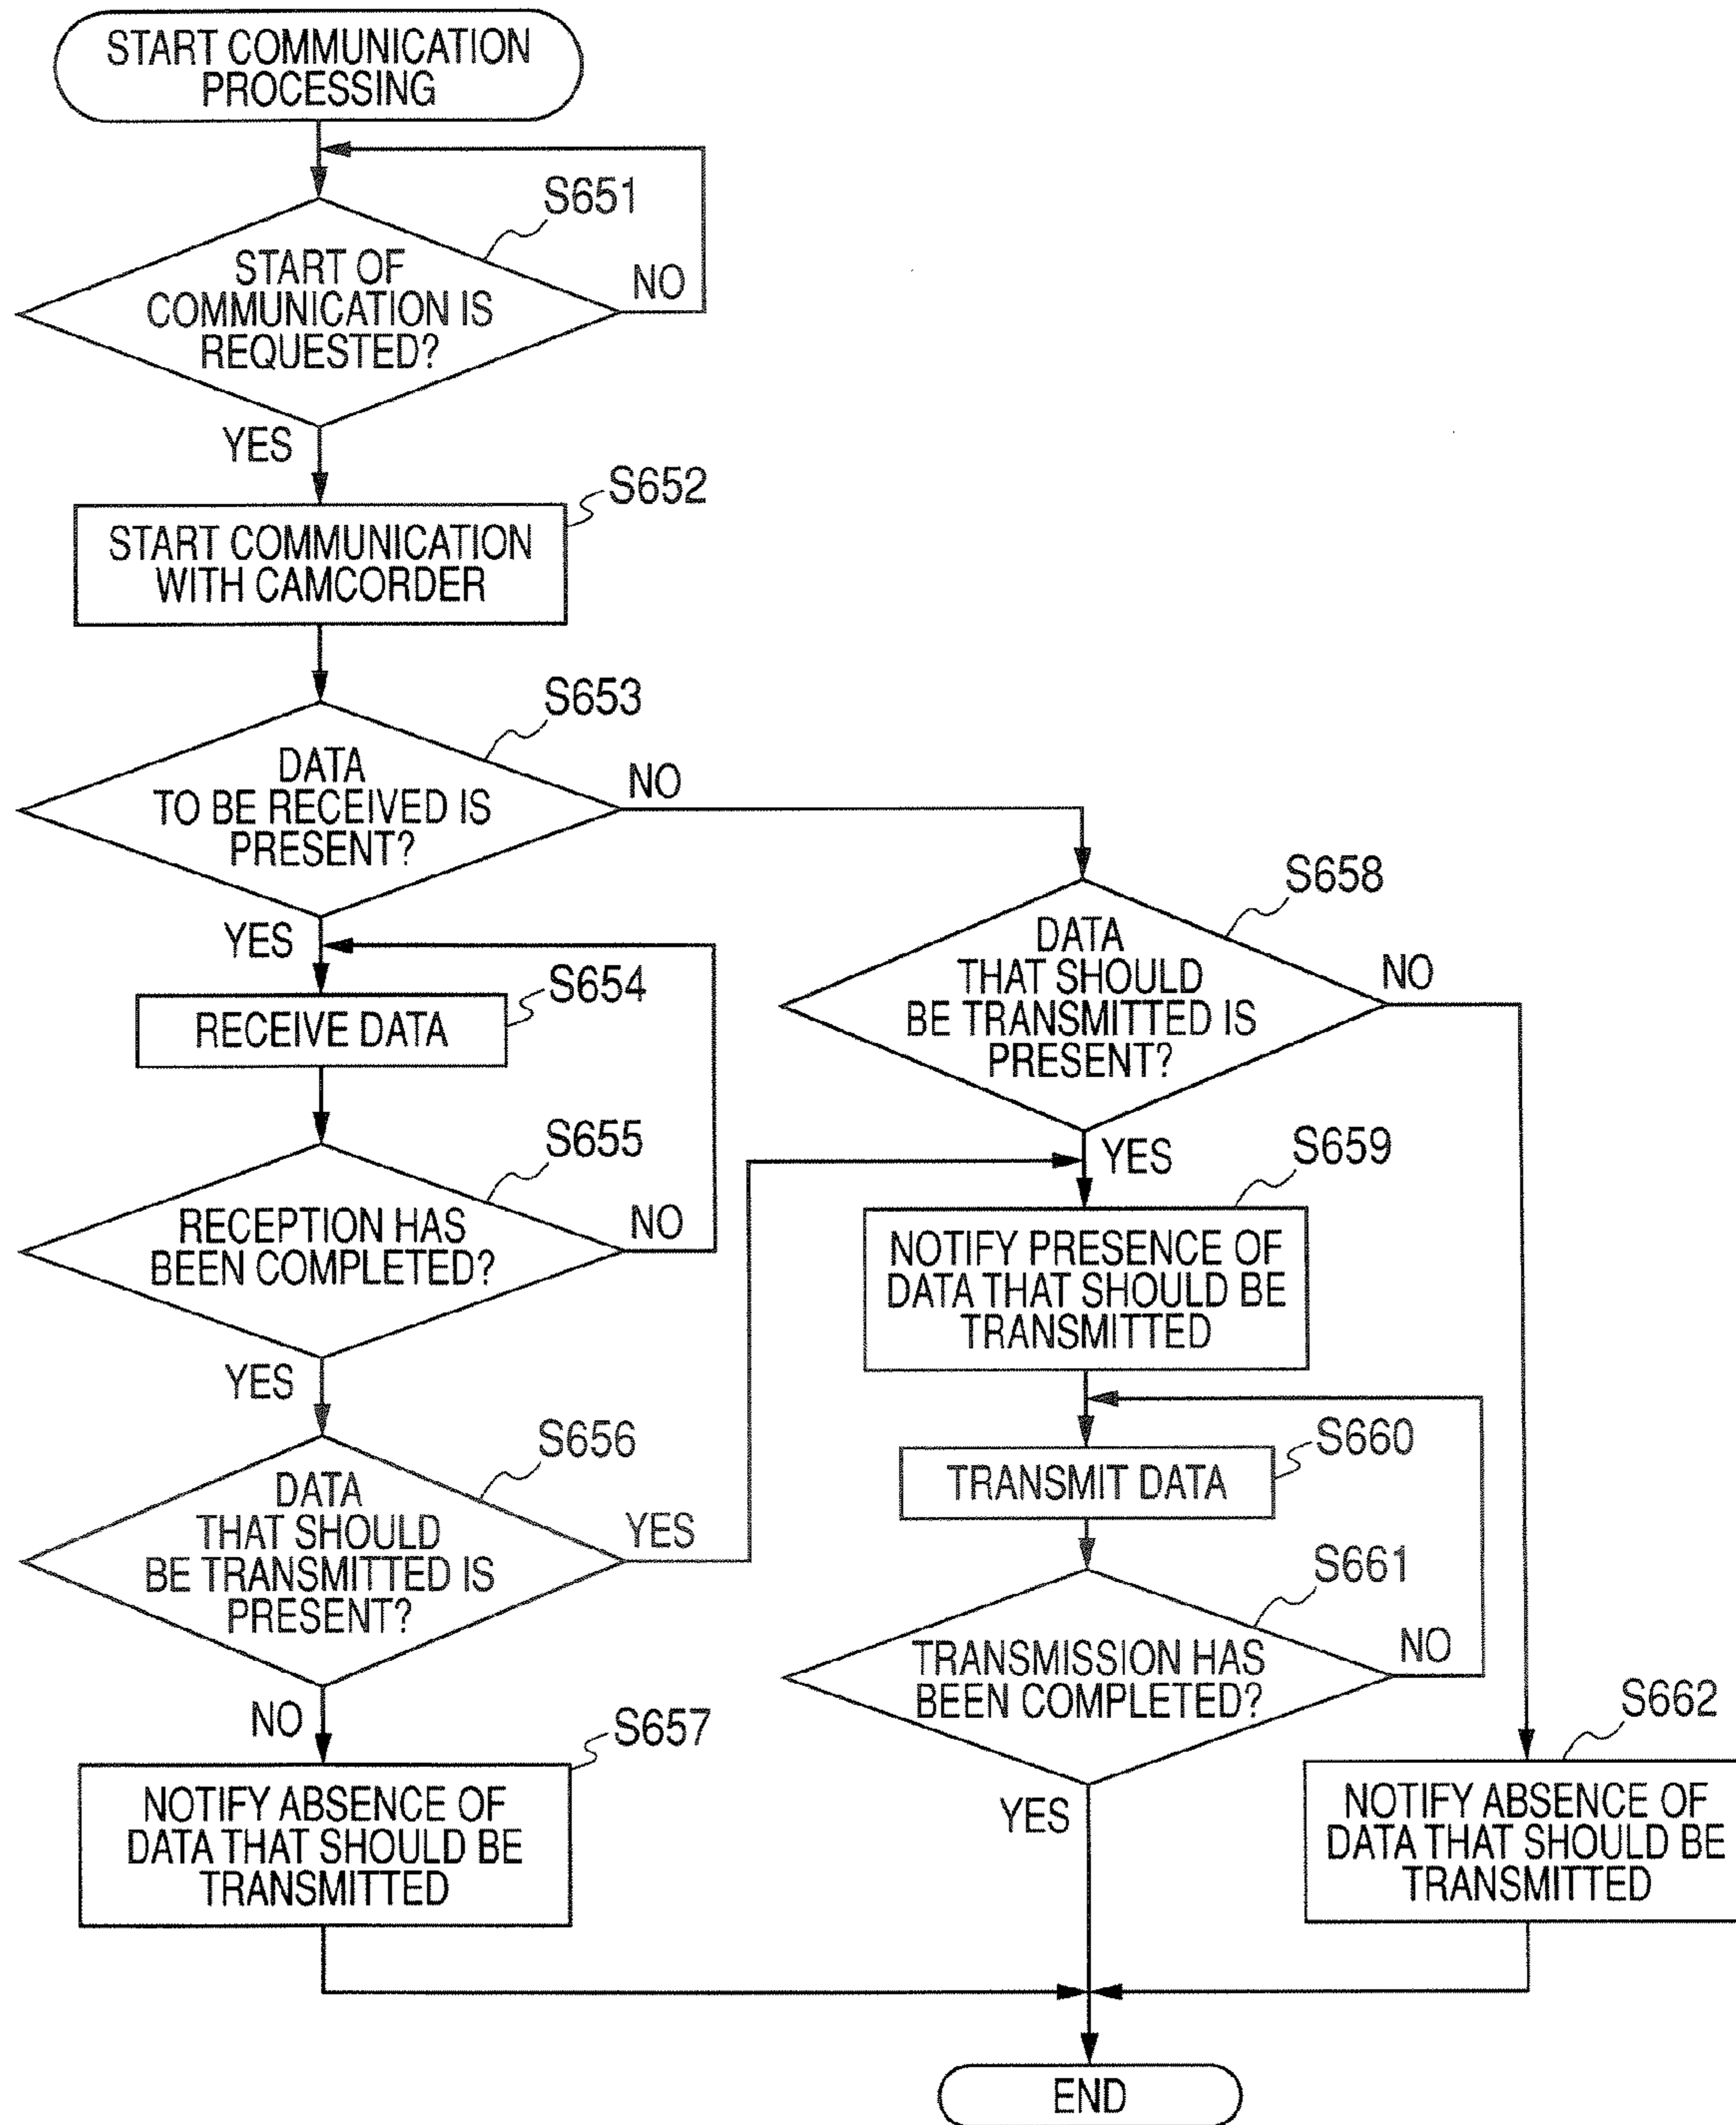 START COMMUNICATION
PROCESSING
S651
START OF
COMMUNICATION IS
REQUESTED?
NO
YES
S652
START COMMUNICATION
WITH CAMCORDER
S653
DATA
TO BE RECEIVED IS
PRESENT?
NO
YES
S654
RECEIVE DATA
S655
RECEPTION HAS
BEEN COMPLETED?
NO
YES
S656
DATA
THAT SHOULD
BE TRANSMITTED IS
PRESENT?
YES
NO
S657
NOTIFY ABSENCE OF
DATA THAT SHOULD BE
TRANSMITTED
S658
DATA
THAT SHOULD
BE TRANSMITTED IS
PRESENT?
NO
YES
S659
NOTIFY PRESENCE OF
DATA THAT SHOULD BE
TRANSMITTED
S660
TRANSMIT DATA
S661
TRANSMISSION HAS
BEEN COMPLETED?
NO
YES
S662
NOTIFY ABSENCE OF
DATA THAT SHOULD BE
TRANSMITTED
END